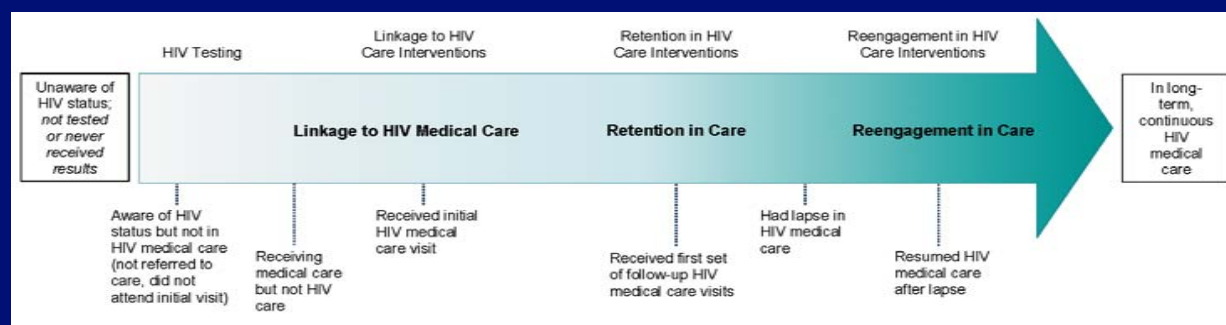 HIV Testing
Linkage to HIV
Care Interventions
Retention in HIV
Care Interventions
Reengagement in HIV
Care Interventions
Unaware of
HIV status;
not tested
or never
received
results
Linkage to HIV Medical Care
Retention in Care
Reengagement in Care
In long-
term,
continuous
HIV
medical
care
Aware of HIV
status but not in
HIV medical care
(not referred to
care, did not
attend initial visit)
Receiving
medical care
but not HIV
care
Received initial
HIV medical
care visit
Received first set
of follow-up HIV
medical care visits
Had lapse in
HIV medical
care
Resumed HIV
medical care
after lapse